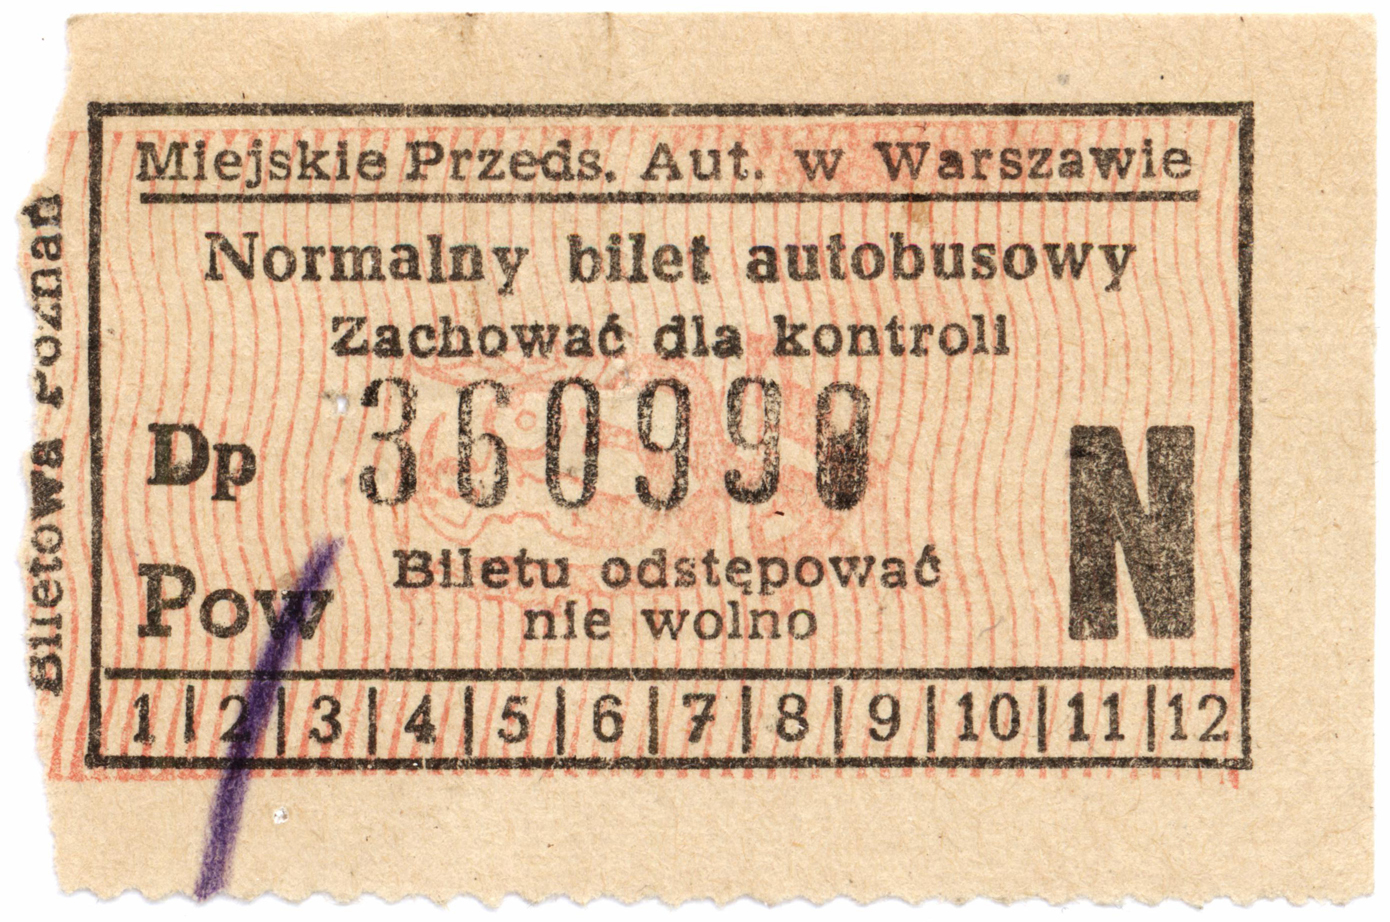 Miejskie Przeds. Aut. w Warszawie
Normalny bilet autobusowy
Zachować dla kontroli
Dp 360990
N
Pow
Biletu odstępować
nie wolno
1|2|3|4|5|6|7|8|9|10|11|12
Biletowa Poznań